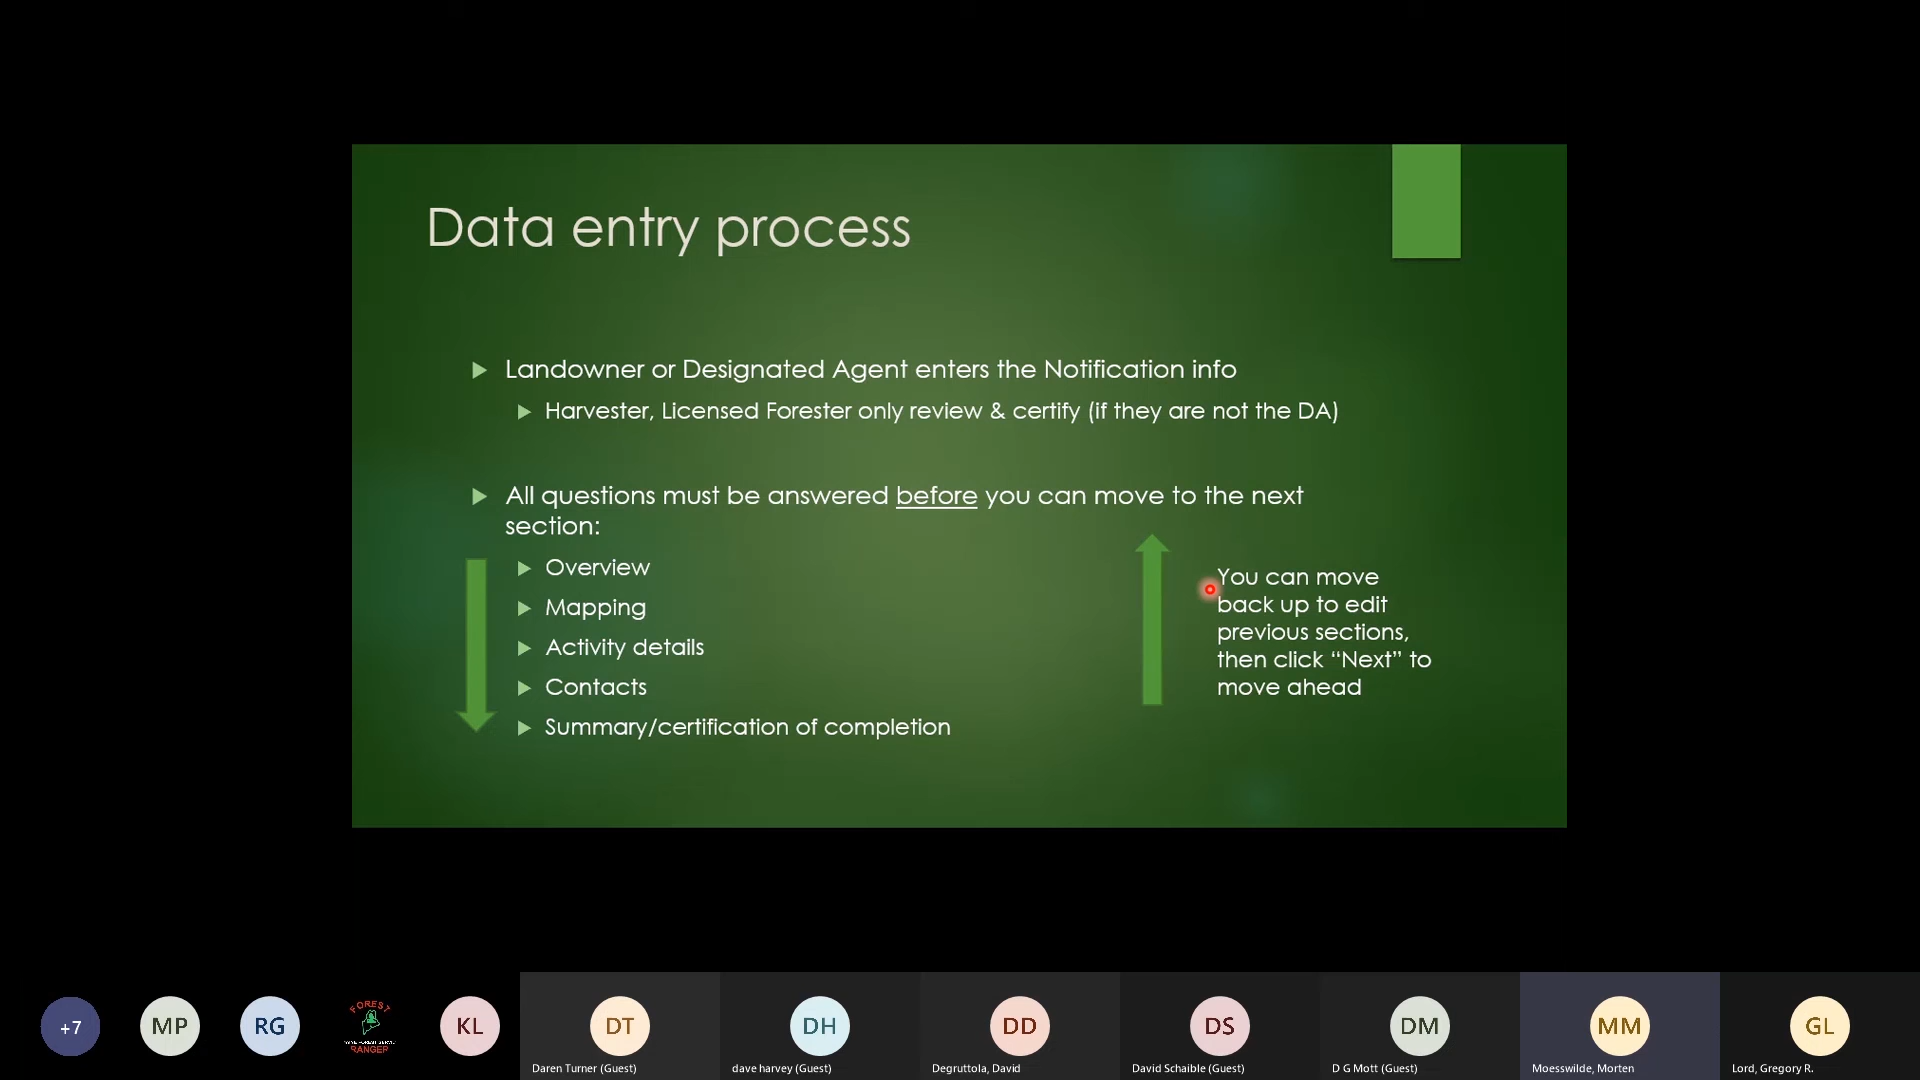 Data entry process
Landowner or Designated Agent enters the Notification info
Harvester, Licensed Forester only review & certify (if they are not the DA)
All questions must be answered before you can move to the next
section:
Overview
Mapping
Activity details
Contacts
Summary/certification of completion
You can move
back up to edit
previous sections,
then click “Next” to
move ahead
+7
MP
RG
FOREST
RANGER
KL
DT
Daren Turner (Guest)
DH
dave harvey (Guest)
DD
Degruttola, David
DS
David Schaible (Guest)
DM
D G Mott (Guest)
MM
Moesswilde, Morten
GL
Lord, Gregory R.